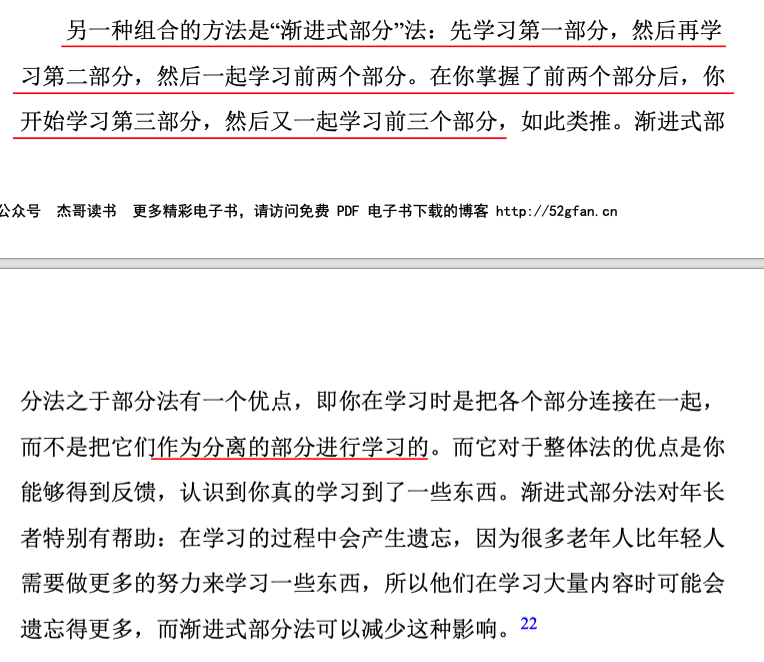 另一种组合的方法是“渐进式部分”法：先学习第一部分，然后再学
习第二部分，然后一起学习前两个部分。在你掌握了前两个部分后，你
开始学习第三部分，然后又一起学习前三个部分，如此类推。渐进式部
公众号 杰哥读书 更多精彩电子书，请访问免费 PDF 电子书下载的博客 http://52gfan.cn
分法之于部分法有一个优点，即你在学习时是把各个部分连接在一起，
而不是把它们作为分离的部分进行学习的。而它对于整体法的优点是你
能够得到反馈，认识到你真的学习到了一些东西。渐进式部分法对年长
者特别有帮助：在学习的过程中会产生遗忘，因为很多老年人比年轻人
需要做更多的努力来学习一些东西，所以他们在学习大量内容时可能会
遗忘得更多，而渐进式部分法可以减少这种影响。22